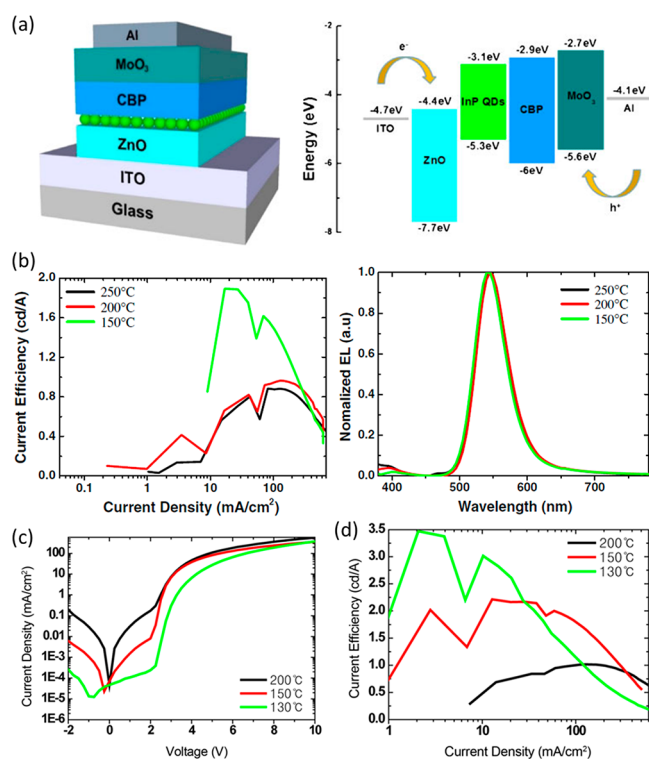 (a)
Al
MoO3
CBP
ZnO
ITO
Glass
Energy (eV)
-2
-4
-6
-8
e-
-4.7eV
ITO
-4.4eV
ZnO
-7.7eV
-3.1eV
InP QDs
-5.3eV
-2.9eV
CBP
-6eV
-2.7eV
MoO3
-5.6eV
-4.1eV
Al
h+
(b)
Current Efficiency (cd/A)
2.0
1.6
1.2
0.8
0.4
0.0
250°C
200°C
150°C
0.1 1 10 100
Current Density (mA/cm2)
Nomalized EL (a.u)
1.0
0.8
0.6
0.4
0.2
0
250°C
200°C
150°C
400 500 600 700
Wavelength (nm)
(c)
Current Density (mA/cm2)
100
10
1
0.1
0.01
1E-3
1E-4
1E-5
1E-6
200℃
150℃
130℃
-2 0 2 4 6 8 10
Voltage (V)
(d)
Current Efficiency (cd/A)
3.5
3.0
2.5
2.0
1.5
1.0
0.5
0.0
200℃
150℃
130℃
1 10 100
Current Density (mA/cm2)